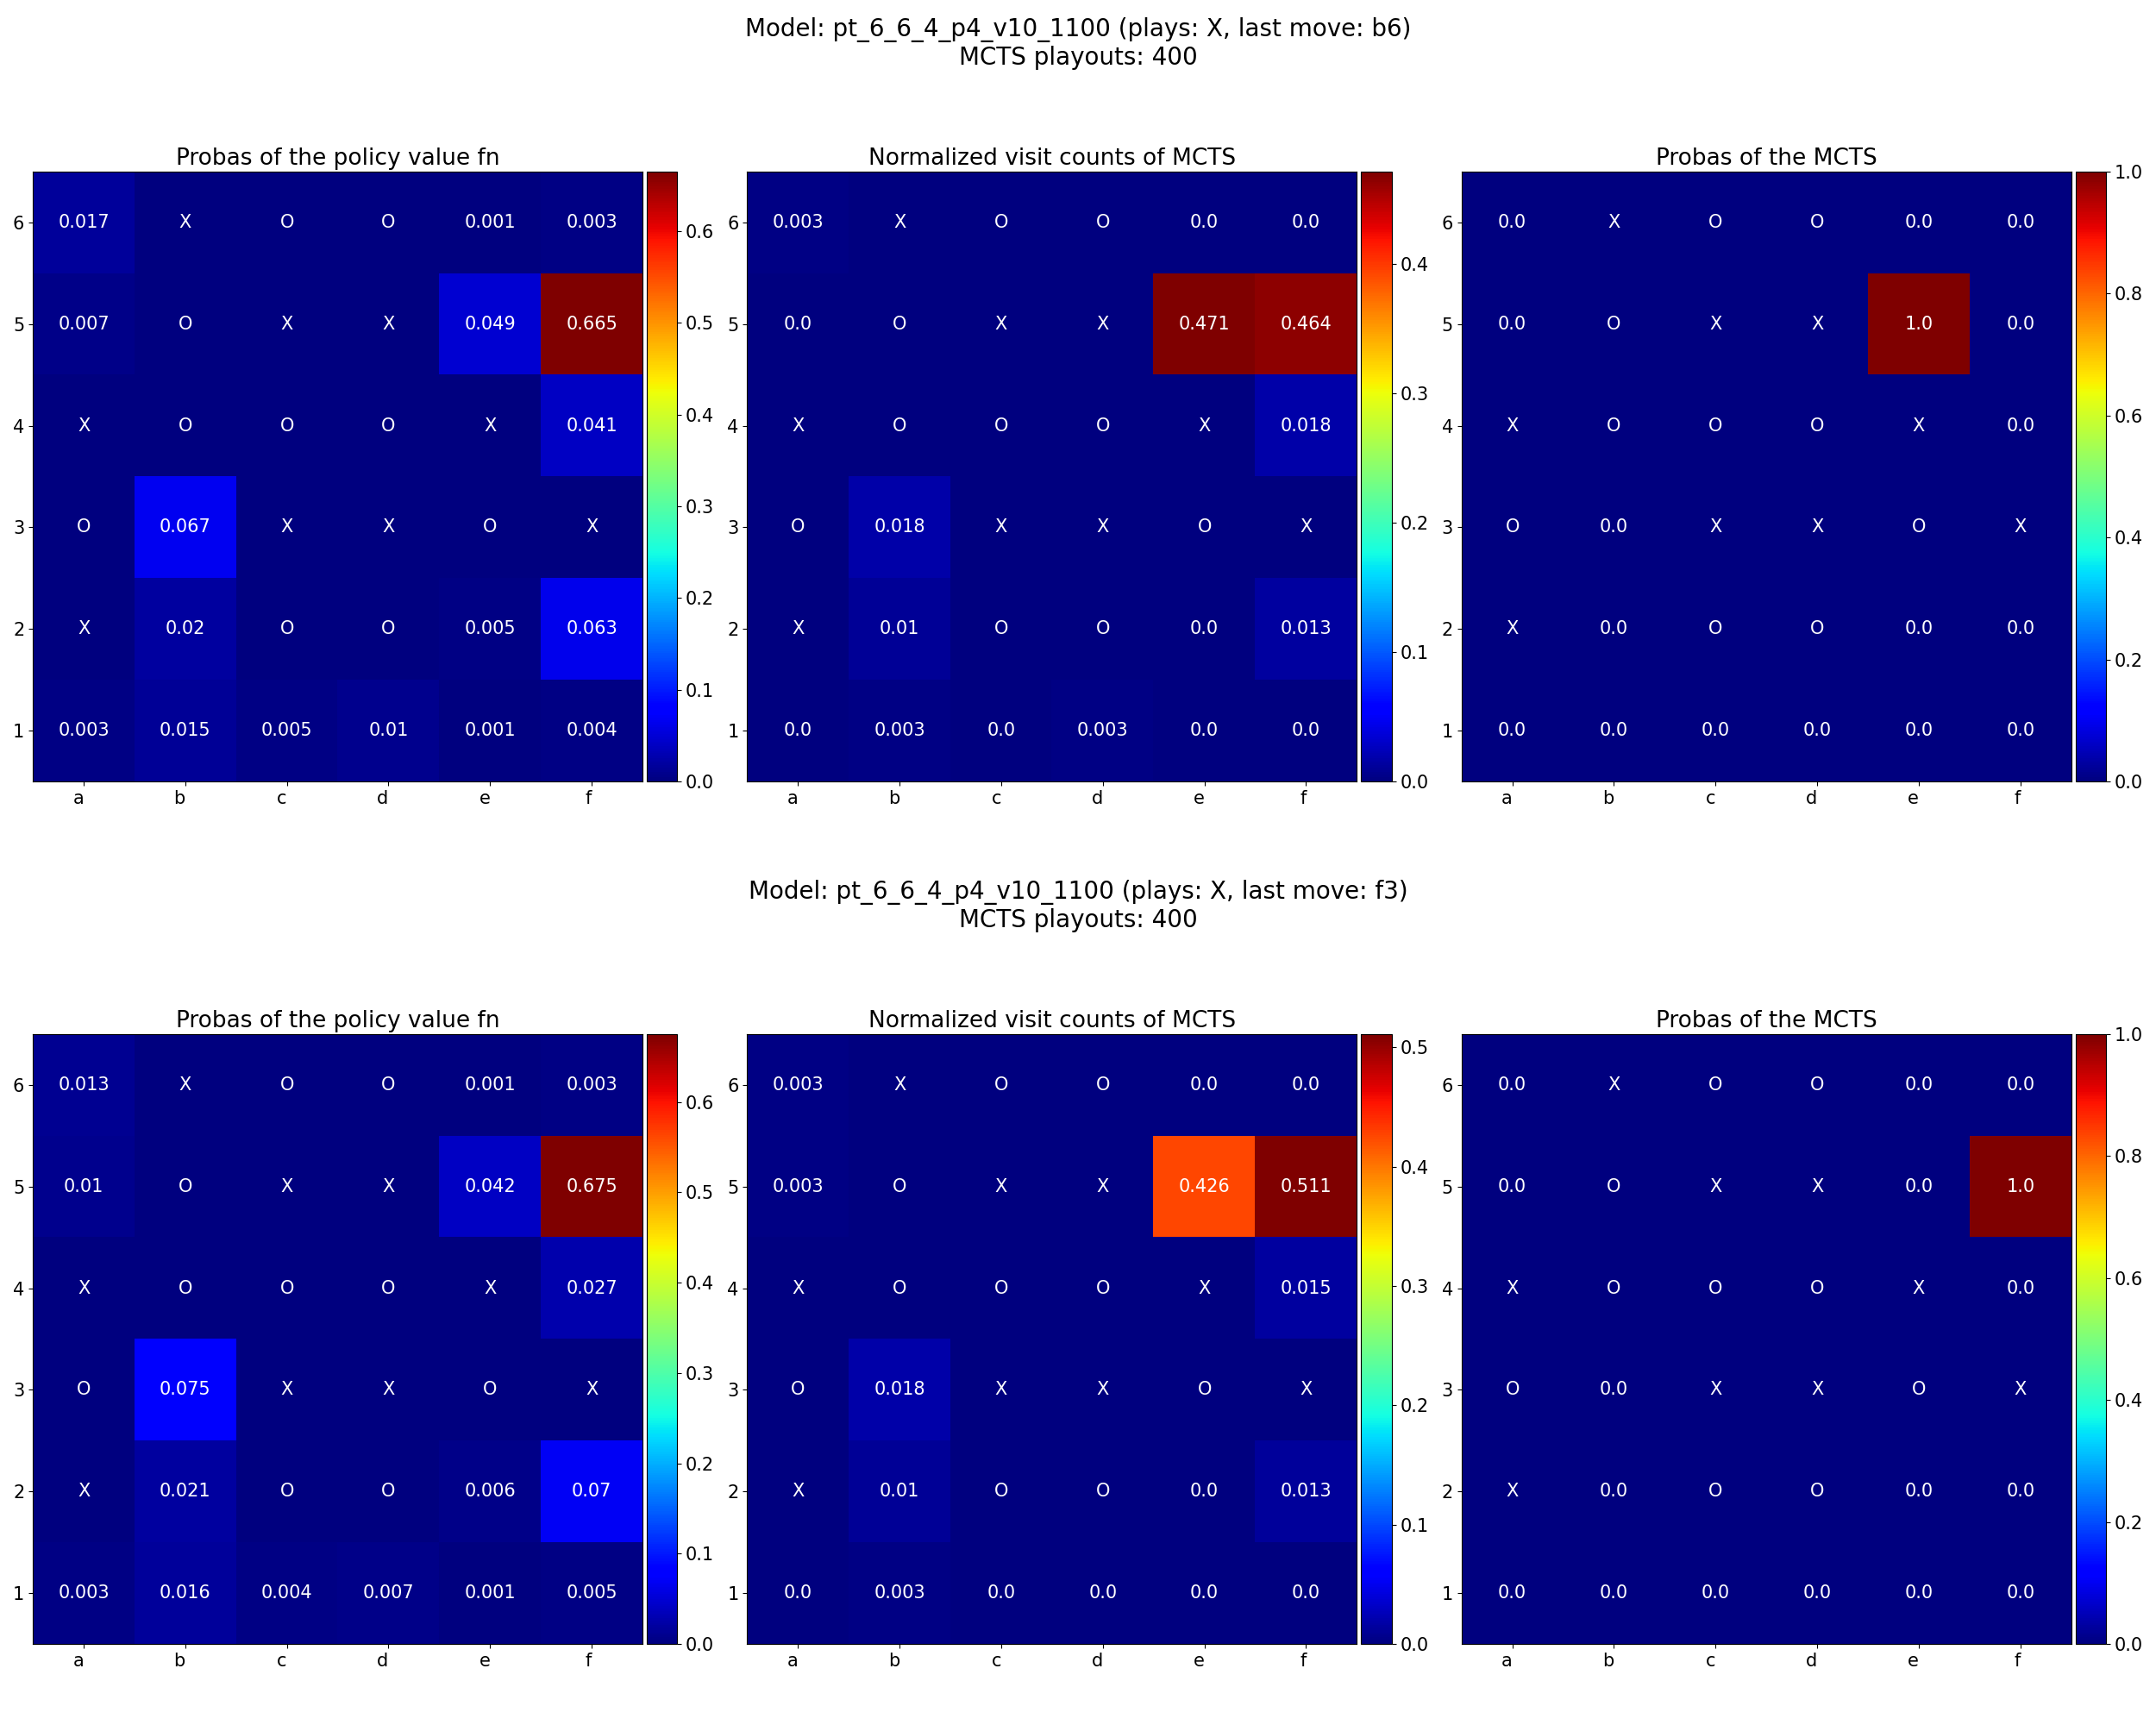 Model: pt_6_6_4_p4_v10_1100 (plays: X, last move: b6)
MCTS playouts: 400
Probas of the policy value fn
6 0.017 X O O 0.001 0.003
5 0.007 O X X 0.049 0.665
4 X O O O X 0.041
3 O 0.067 X X O X
2 X 0.02 O O 0.005 0.063
1 0.003 0.015 0.005 0.01 0.001 0.004
a b c d e f
0.6
0.5
0.4
0.3
0.2
0.1
0.0
Normalized visit counts of MCTS
6 0.003 X O O 0.0 0.0
5 0.0 O X X 0.471 0.464
4 X O O O X 0.018
3 O 0.018 X X O X
2 X 0.01 O O 0.0 0.013
1 0.0 0.003 0.0 0.003 0.0 0.0
a b c d e f
0.4
0.3
0.2
0.1
0.0
Probas of the MCTS
6 0.0 X O O 0.0 0.0
5 0.0 O X X 1.0 0.0
4 X O O O X 0.0
3 O 0.0 X X O X
2 X 0.0 O O 0.0 0.0
1 0.0 0.0 0.0 0.0 0.0 0.0
a b c d e f
1.0
0.8
0.6
0.4
0.2
0.0
Model: pt_6_6_4_p4_v10_1100 (plays: X, last move: f3)
MCTS playouts: 400
Probas of the policy value fn
6 0.013 X O O 0.001 0.003
5 0.01 O X X 0.042 0.675
4 X O O O X 0.027
3 O 0.075 X X O X
2 X 0.021 O O 0.006 0.07
1 0.003 0.016 0.004 0.007 0.001 0.005
a b c d e f
0.6
0.5
0.4
0.3
0.2
0.1
0.0
Normalized visit counts of MCTS
6 0.003 X O O 0.0 0.0
5 0.003 O X X 0.426 0.511
4 X O O O X 0.015
3 O 0.018 X X O X
2 X 0.01 O O 0.0 0.013
1 0.0 0.003 0.0 0.0 0.0 0.0
a b c d e f
0.5
0.4
0.3
0.2
0.1
0.0
Probas of the MCTS
6 0.0 X O O 0.0 0.0
5 0.0 O X X 0.0 1.0
4 X O O O X 0.0
3 O 0.0 X X O X
2 X 0.0 O O 0.0 0.0
1 0.0 0.0 0.0 0.0 0.0 0.0
a b c d e f
1.0
0.8
0.6
0.4
0.2
0.0